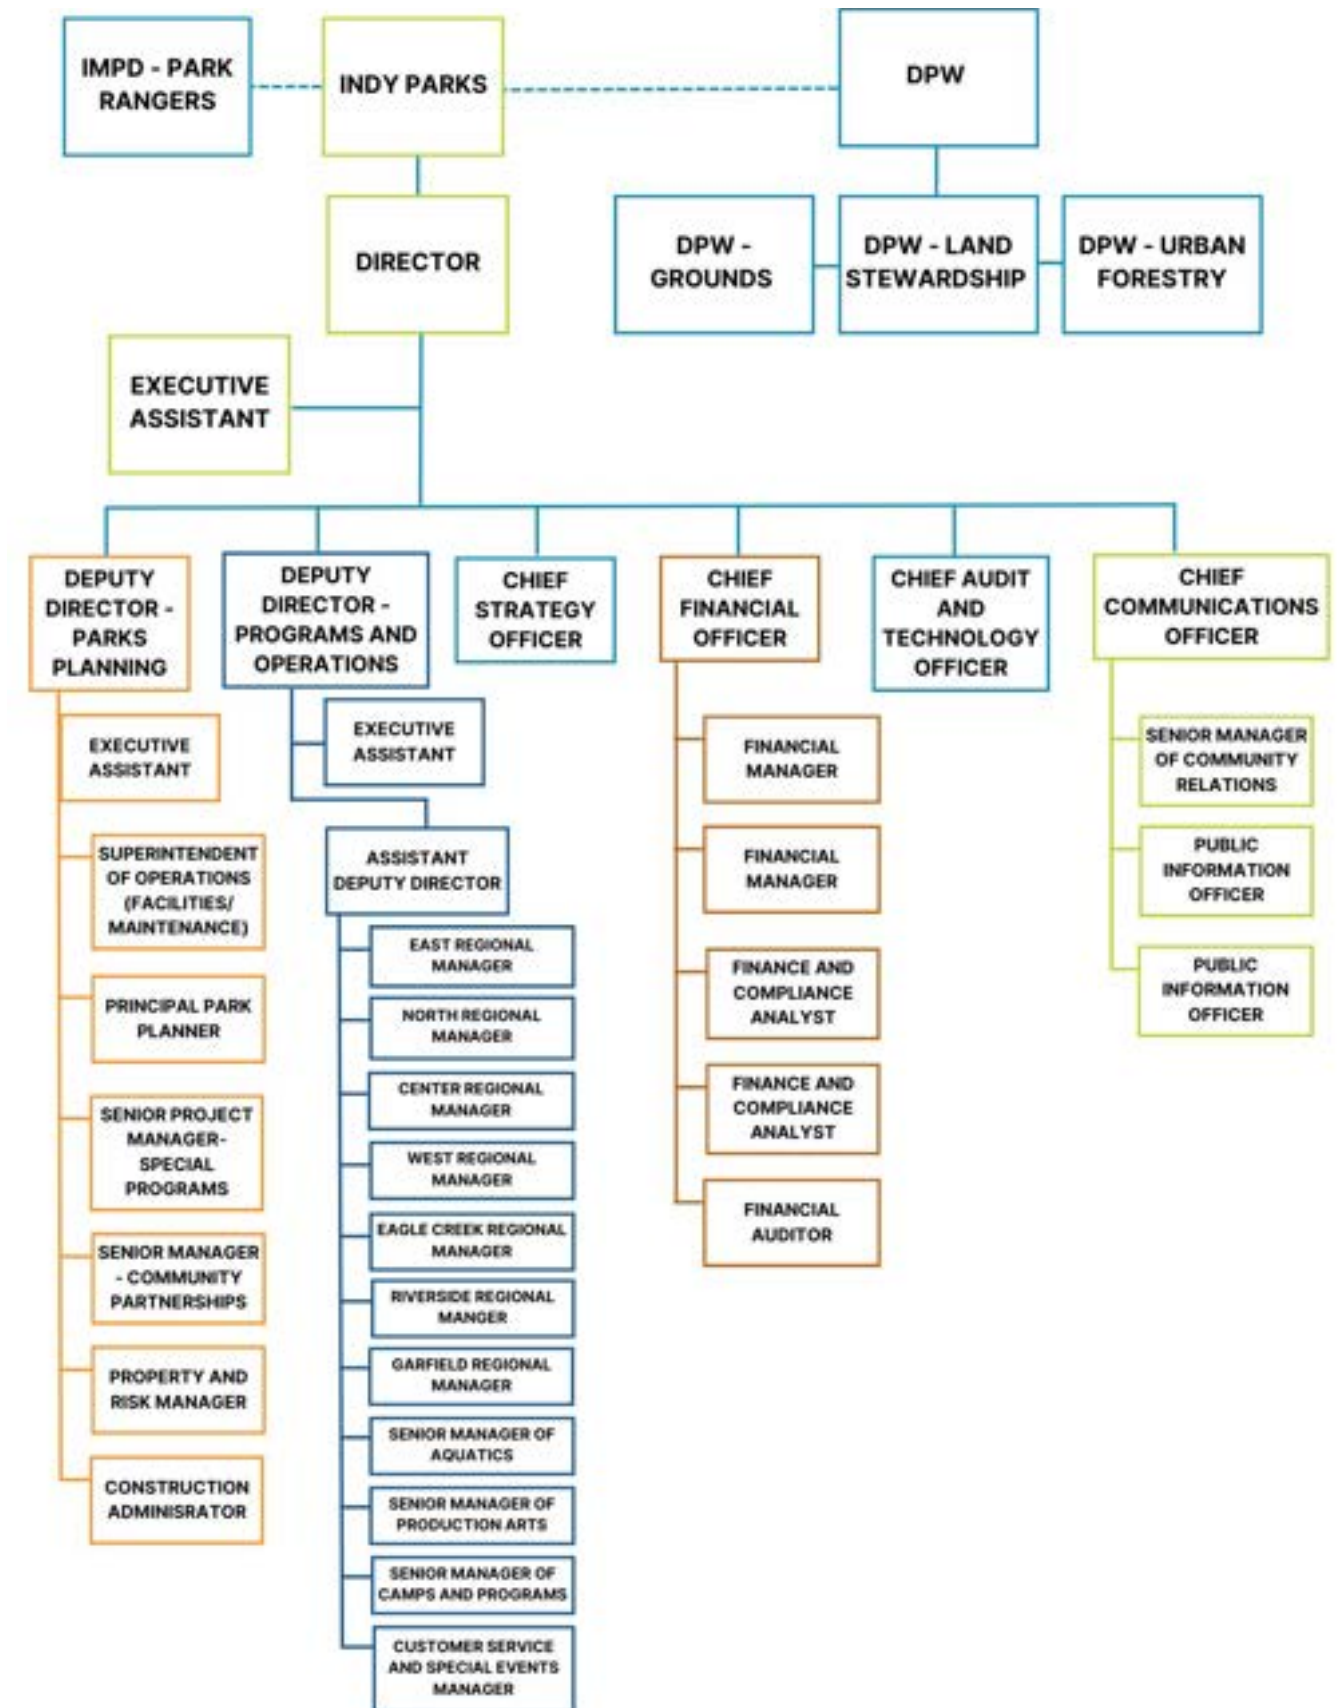 IMPD - PARK
RANGERS
INDY PARKS
DPW
DIRECTOR
DPW -
GROUNDS
DPW - LAND
STEWARDSHIP
DPW - URBAN
FORESTRY
EXECUTIVE
ASSISTANT
DEPUTY
DIRECTOR -
PARKS
PLANNING
DEPUTY
DIRECTOR -
PROGRAMS AND
OPERATIONS
CHIEF
STRATEGY
OFFICER
CHIEF
FINANCIAL
OFFICER
CHIEF AUDIT
AND
TECHNOLOGY
OFFICER
CHIEF
COMMUNICATIONS
OFFICER
EXECUTIVE
ASSISTANT
SUPERINTENDENT
OF OPERATIONS
(FACILITIES/
MAINTENANCE)
PRINCIPAL PARK
PLANNER
SENIOR PROJECT
MANAGER-
SPECIAL
PROGRAMS
SENIOR MANAGER
- COMMUNITY
PARTNERSHIPS
PROPERTY AND
RISK MANAGER
CONSTRUCTION
ADMINISRATOR
EXECUTIVE
ASSISTANT
ASSISTANT
DEPUTY DIRECTOR
EAST REGIONAL
MANAGER
NORTH REGIONAL
MANAGER
CENTER REGIONAL
MANAGER
WEST REGIONAL
MANAGER
EAGLE CREEK REGIONAL
MANAGER
RIVERSIDE REGIONAL
MANGER
GARFIELD REGIONAL
MANAGER
SENIOR MANAGER OF
AQUATICS
SENIOR MANAGER OF
PRODUCTION ARTS
SENIOR MANAGER OF
CAMPS AND PROGRAMS
CUSTOMER SERVICE
AND SPECIAL EVENTS
MANAGER
FINANCIAL
MANAGER
FINANCIAL
MANAGER
FINANCE AND
COMPLIANCE
ANALYST
FINANCE AND
COMPLIANCE
ANALYST
FINANCIAL
AUDITOR
SENIOR MANAGER
OF COMMUNITY
RELATIONS
PUBLIC
INFORMATION
OFFICER
PUBLIC
INFORMATION
OFFICER